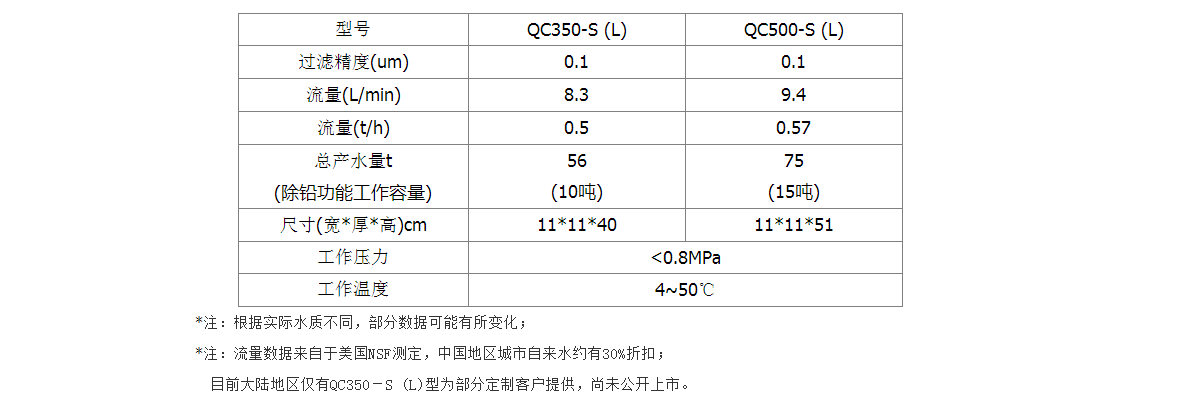 型号 QC350-S (L) QC500-S (L)
过滤精度(um) 0.1 0.1
流量(L/min) 8.3 9.4
流量(t/h) 0.5 0.57
总产水量t 56 75
(除铅功能工作容量) (10吨) (15吨)
尺寸(宽*厚*高)cm 11*11*40 11*11*51
工作压力 <0.8MPa
工作温度 4~50℃
*注：根据实际水质不同，部分数据可能有所变化；
*注：流量数据来自于美国NSF测定，中国地区城市自来水约有30%折扣；
目前大陆地区仅有QC350－S (L)型为部分定制客户提供，尚未公开上市。